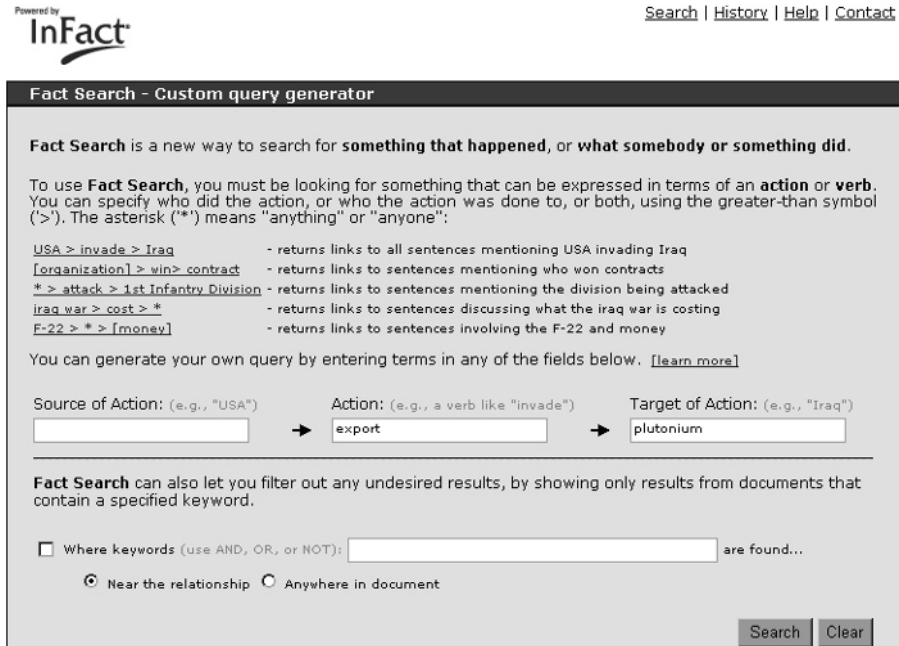 Powered by
InFact
Search | History | Help | Contact
Fact Search - Custom query generator
Fact Search is a new way to search for something that happened, or what somebody or something did.
To use Fact Search, you must be looking for something that can be expressed in terms of an action or verb.
You can specify who did the action, or who the action was done to, or both, using the greater-than symbol
('>'). The asterisk ('*') means "anything" or "anyone":
USA > invade > Iraq - returns links to all sentences mentioning USA invading Iraq
[organization] > win> contract - returns links to sentences mentioning who won contracts
* > attack > 1st Infantry Division - returns links to sentences mentioning the division being attacked
iraq war > cost > * - returns links to sentences discussing what the iraq war is costing
F-22 > * > [money] - returns links to sentences involving the F-22 and money
You can generate your own query by entering terms in any of the fields below. [learn more]
Source of Action: (e.g., "USA") Action: (e.g., a verb like "invade") Target of Action: (e.g., "Iraq")
export plutonium
Fact Search can also let you filter out any undesired results, by showing only results from documents that
contain a specified keyword.
Where keywords (use AND, OR, or NOT): are found...
Near the relationship Anywhere in document
Search Clear